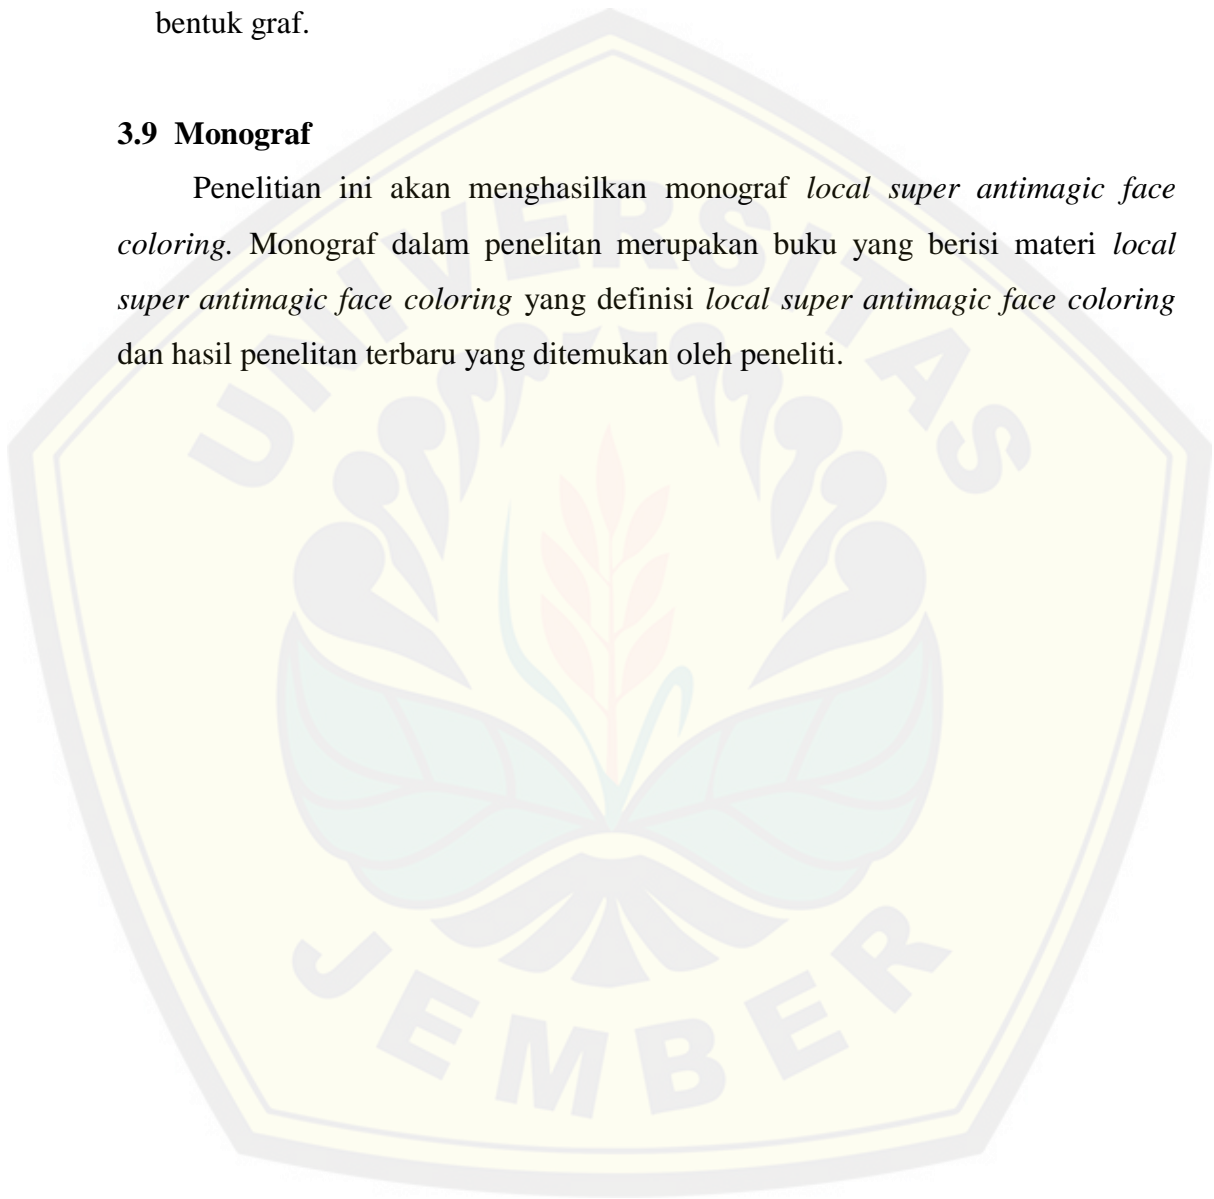 bentuk graf.
3.9 Monograf
Penelitian ini akan menghasilkan monograf local super antimagic face
coloring. Monograf dalam penelitan merupakan buku yang berisi materi local
super antimagic face coloring yang definisi local super antimagic face coloring
dan hasil penelitan terbaru yang ditemukan oleh peneliti.
UNIVERSITAS
JEMBER